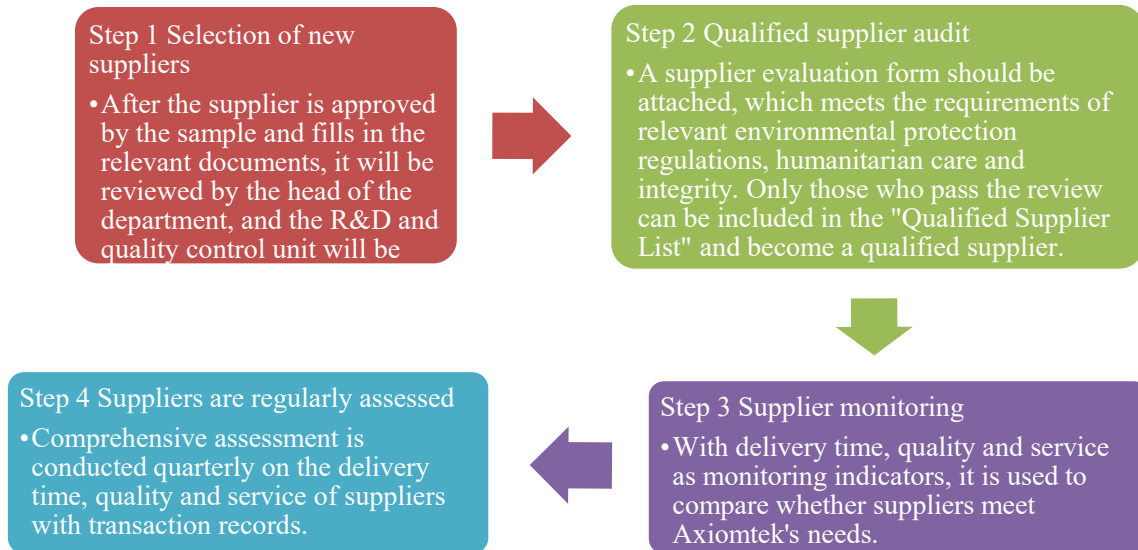 Step 1 Selection of new
suppliers
•After the supplier is approved
by the sample and fills in the
relevant documents, it will be
reviewed by the head of the
department, and the R&D and
quality control unit will be
Step 2 Qualified supplier audit
•A supplier evaluation form should be
attached, which meets the requirements of
relevant environmental protection
regulations, humanitarian care and
integrity. Only those who pass the review
can be included in the "Qualified Supplier
List" and become a qualified supplier.
Step 3 Supplier monitoring
•With delivery time, quality and service
as monitoring indicators, it is used to
compare whether suppliers meet
Axiomtek's needs.
Step 4 Suppliers are regularly assessed
•Comprehensive assessment is
conducted quarterly on the delivery
time, quality and service of suppliers
with transaction records.